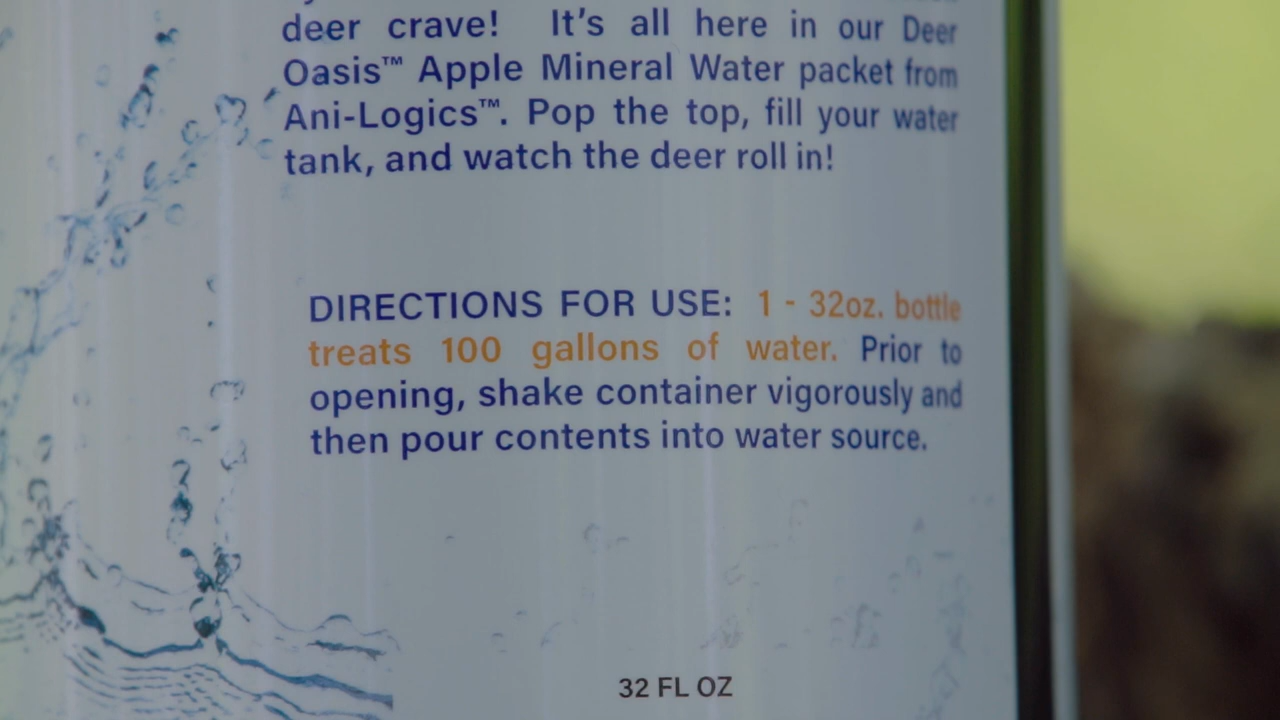 deer crave! It's all here in our Deer
Oasis™ Apple Mineral Water packet from
Ani-Logics™. Pop the top, fill your water
tank, and watch the deer roll in!
DIRECTIONS FOR USE: 1 - 32oz. bottle
treats 100 gallons of water. Prior to
opening, shake container vigorously and
then pour contents into water source.
32 FL OZ